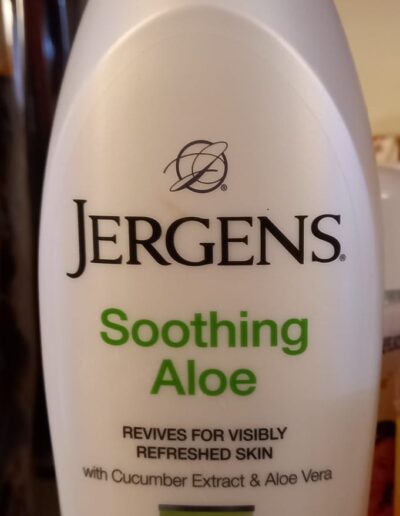 JERGENS®
Soothing
Aloe
REVIVES FOR VISIBLY
REFRESHED SKIN
with Cucumber Extract & Aloe Vera